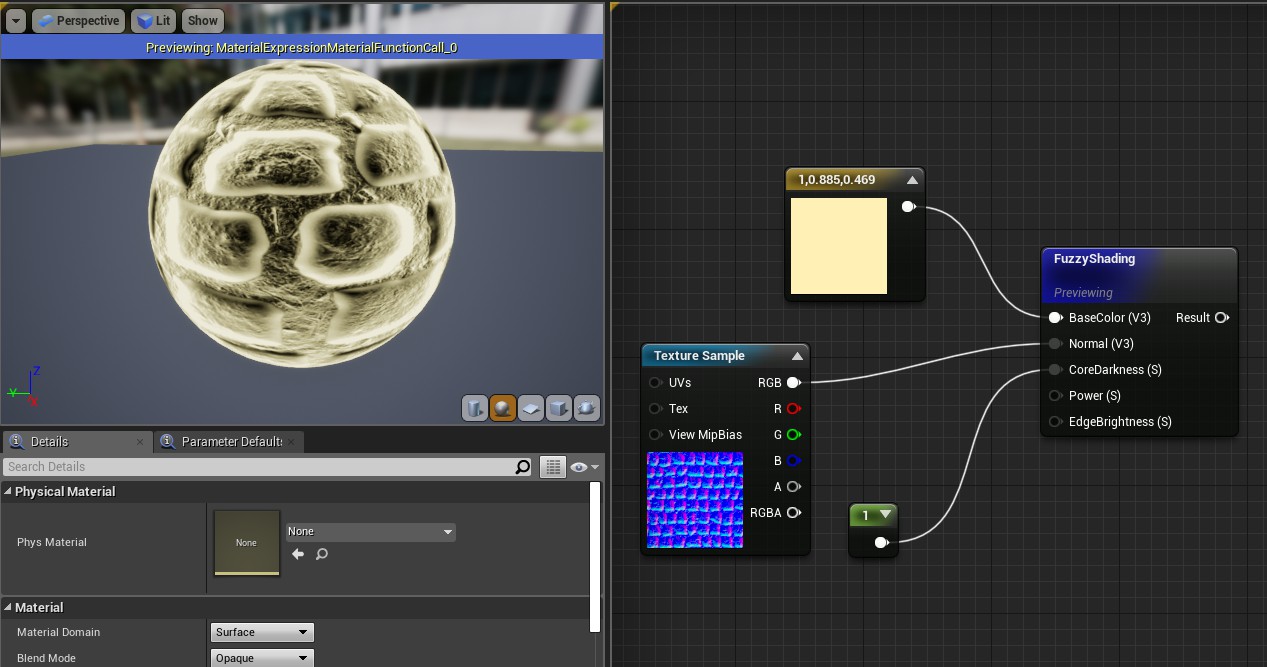 Perspective
Lit
Show
Previewing: MaterialExpressionMaterialFunctionCall_0
Z
Y
X
Details
Parameter Defaults
Search Details
Physical Material
Phys Material
None
None
Material
Material Domain
Surface
Blend Mode
Opaque
1,0.885,0.469
Texture Sample
UVs
RGB
Tex
R
View MipBias
G
B
A
RGBA
1
FuzzyShading
Previewing
BaseColor (V3)
Result
Normal (V3)
CoreDarkness (S)
Power (S)
EdgeBrightness (S)